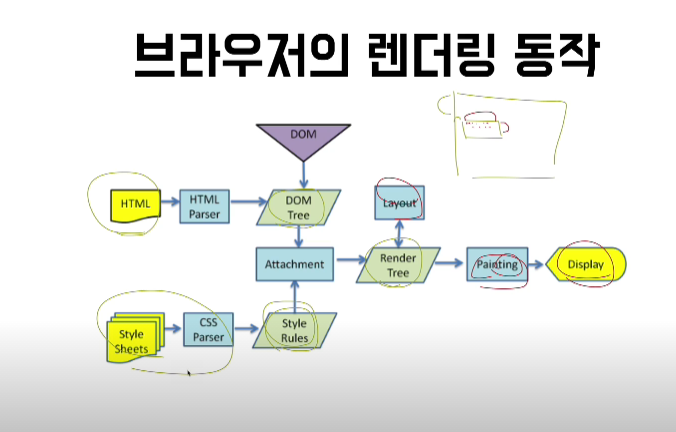 브라우저의 렌더링 동작
DOM
HTML
HTML
Parser
DOM
Tree
Layout
Attachment
Render
Tree
Painting
Display
Style
Sheets
CSS
Parser
Style
Rules